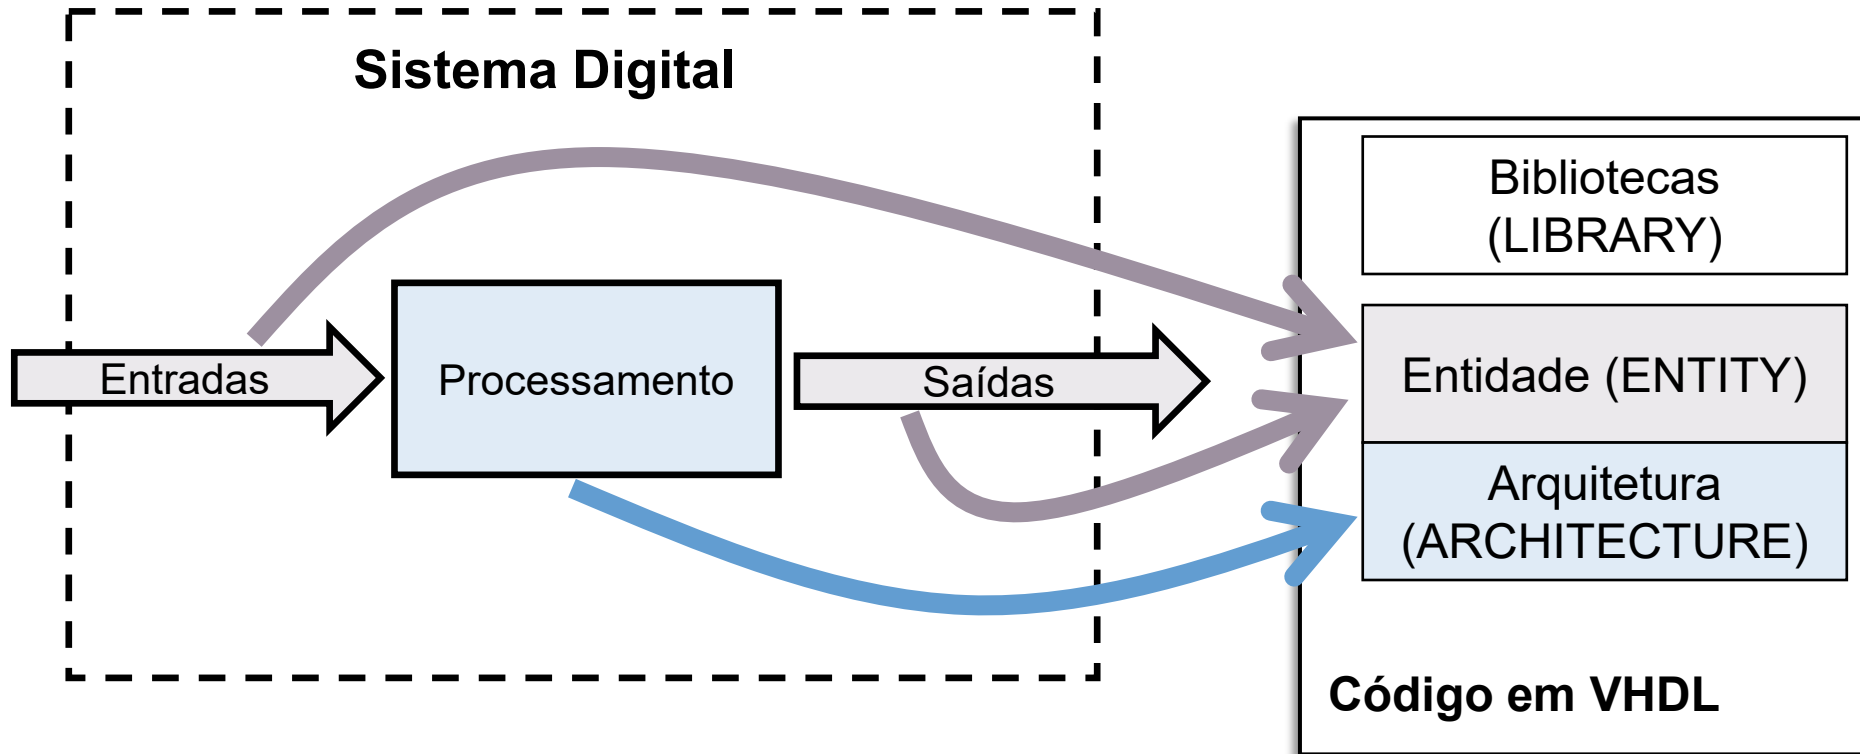 Sistema Digital
Entradas
Processamento
Saídas
Bibliotecas
(LIBRARY)
Entidade (ENTITY)
Arquitetura
(ARCHITECTURE)
Código em VHDL